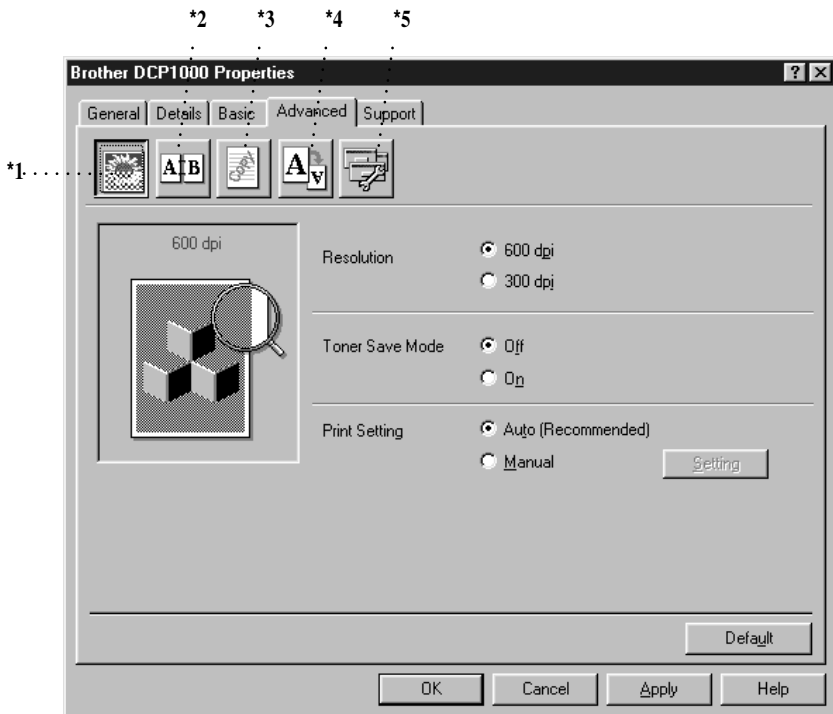 *2 *3 *4 *5
Brother DCP1000 Properties
General Details Basic Advanced Support
*1
A B COPY A A
600 dpi
Resolution
600 dpi
300 dpi
Toner Save Mode
Off
On
Print Setting
Auto (Recommended)
Manual
Setting
Default
OK Cancel Apply Help